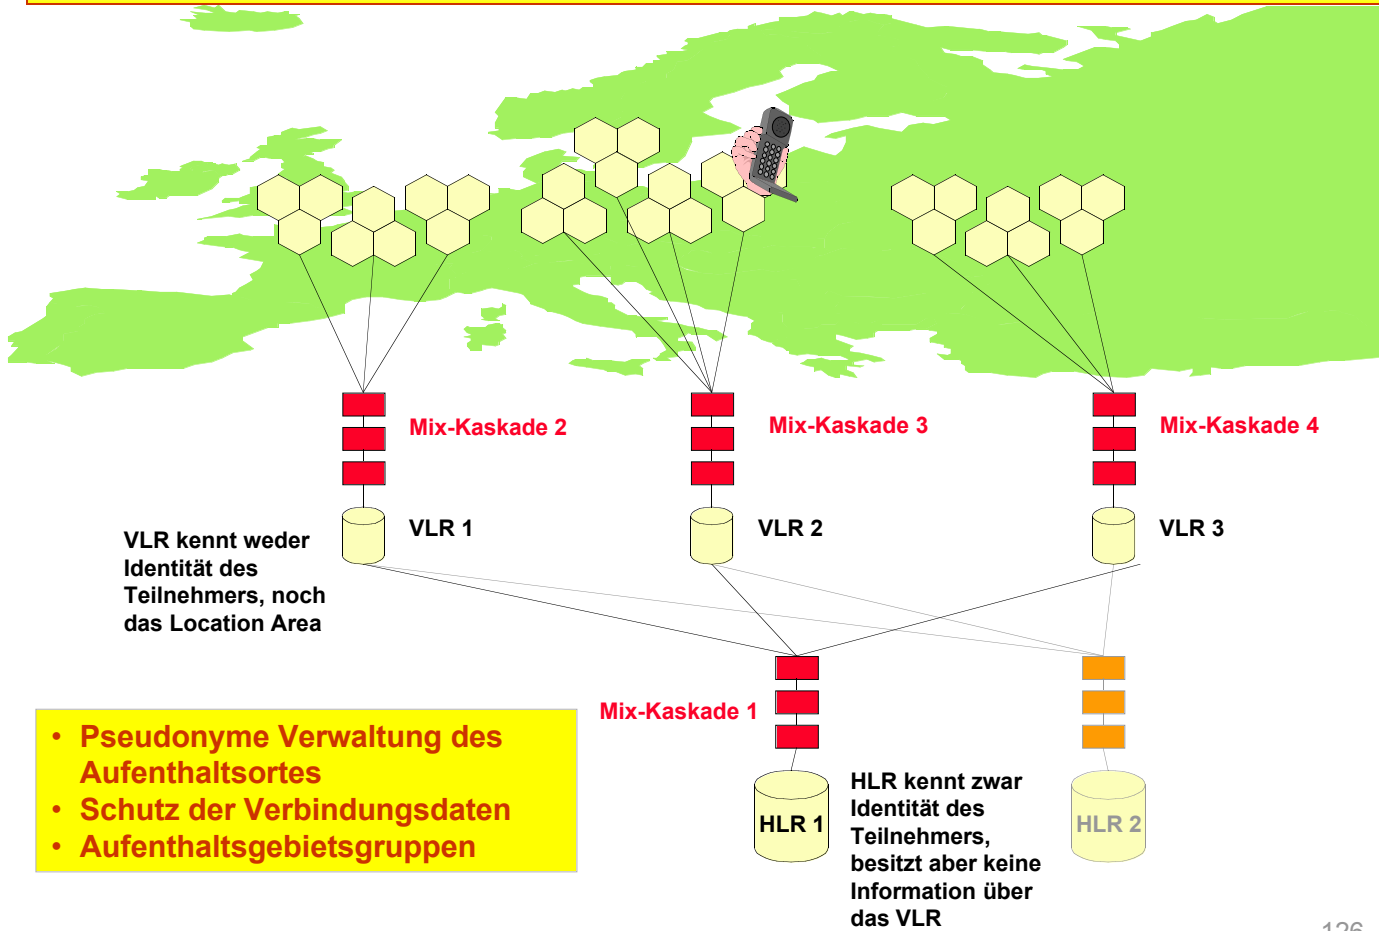 Mix-Kaskade 2
Mix-Kaskade 3
Mix-Kaskade 4
VLR 1
VLR 2
VLR 3
VLR kennt weder
Identität des
Teilnehmers, noch
das Location Area
Mix-Kaskade 1
• Pseudonyme Verwaltung des
Aufenthaltsortes
• Schutz der Verbindungsdaten
• Aufenthaltsgebietsgruppen
HLR 1
HLR kennt zwar
Identität des
Teilnehmers,
besitzt aber keine
Information über
das VLR
HLR 2
126